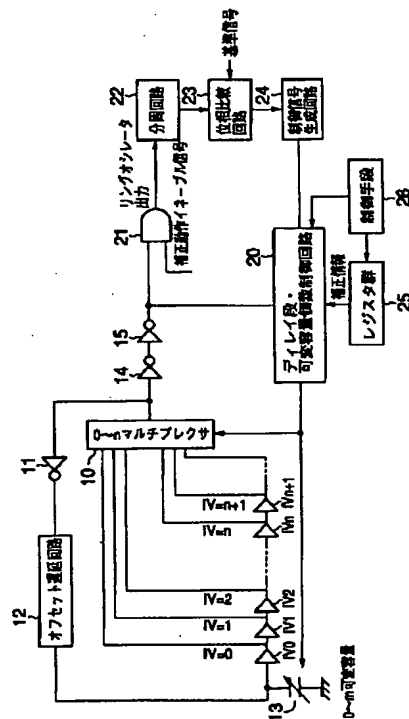 基準信号
22
分周回路
23
位相比較
回路
24
制御信号
生成回路
リングオシレータ
出力
21
補正動作イネーブル信号
20
ディレイ段・
可変容量個数制御回路
制御手段
26
補正情報
レジスタ群
25
15
14
0~nマルチプレクサ
10
11
オフセット遅延回路
12
IV=n+1
IV=n
IV=2
IV=1
IV=0
IVn+1
IVn
IV2
IV1
IV0
13
0~m可変容量